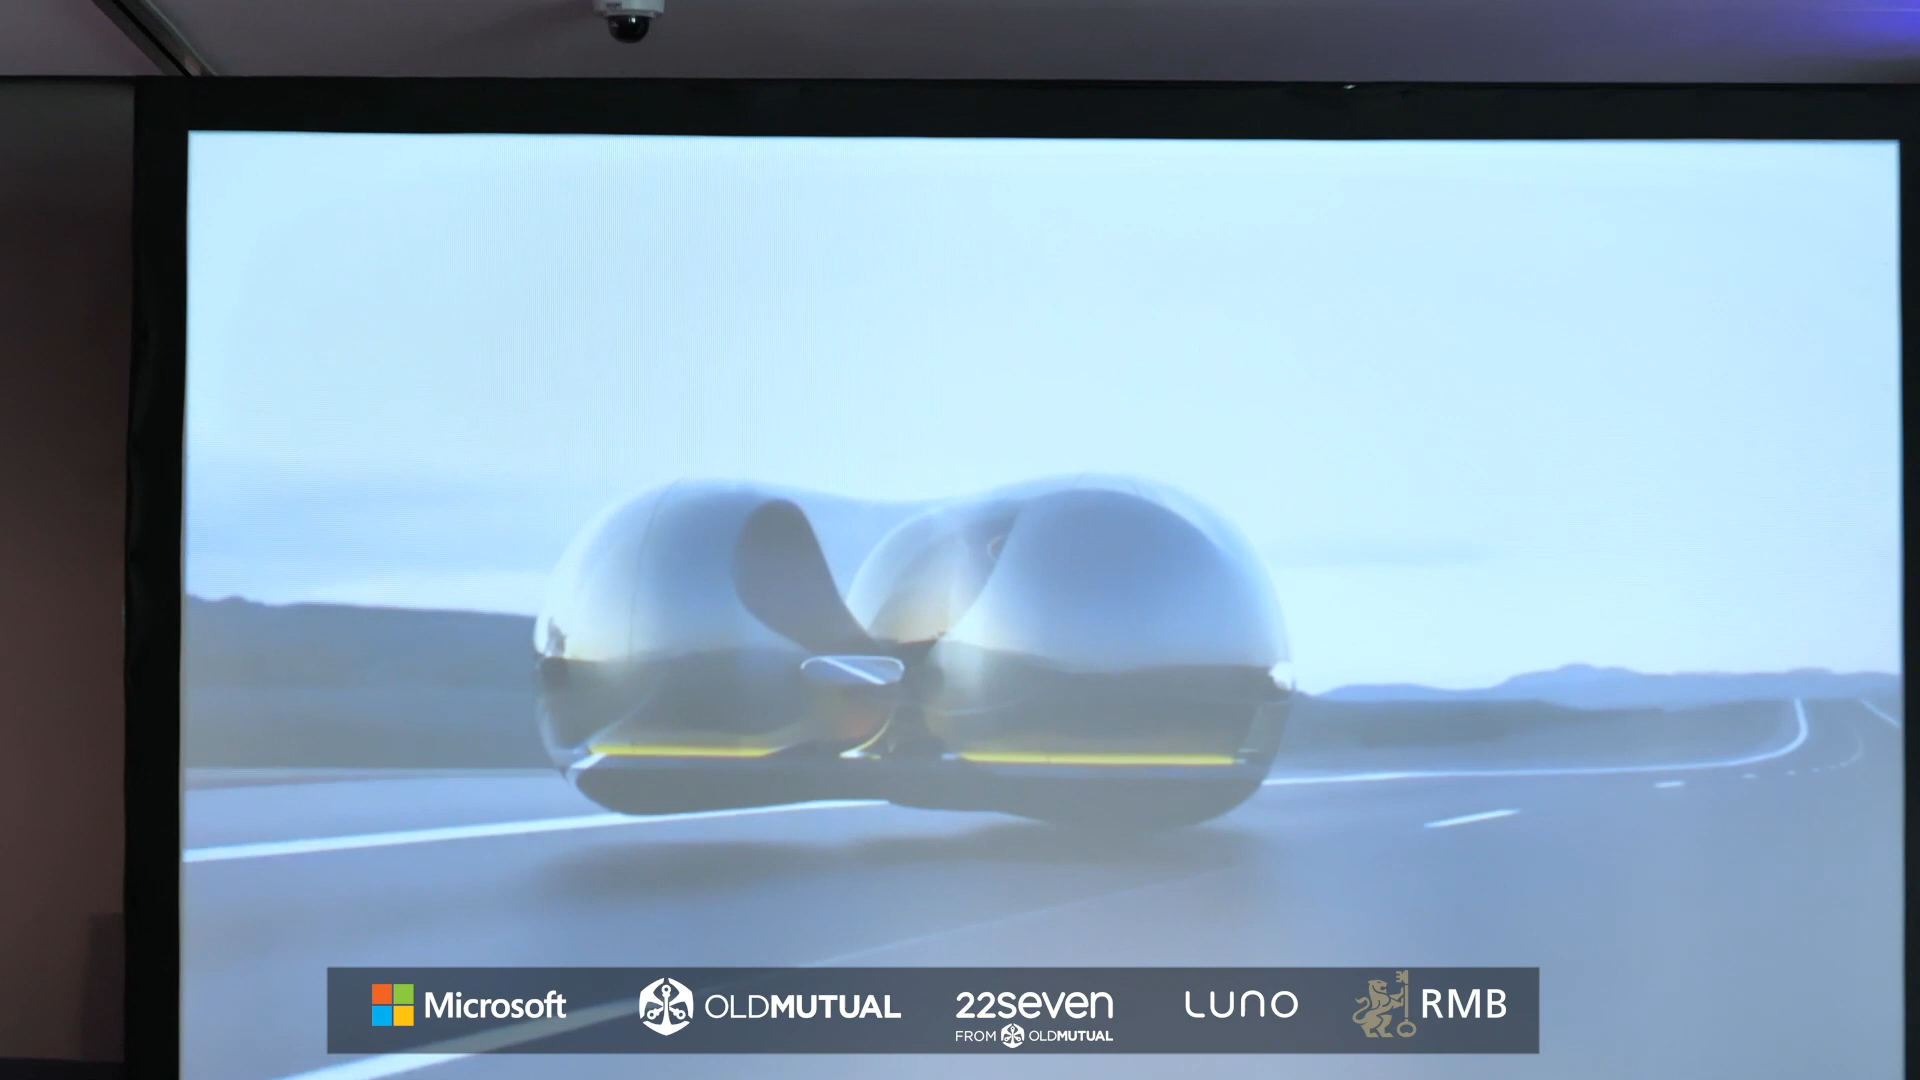 Microsoft
OLDMUTUAL
22seven
FROM OLDMUTUAL
LUNO
RMB